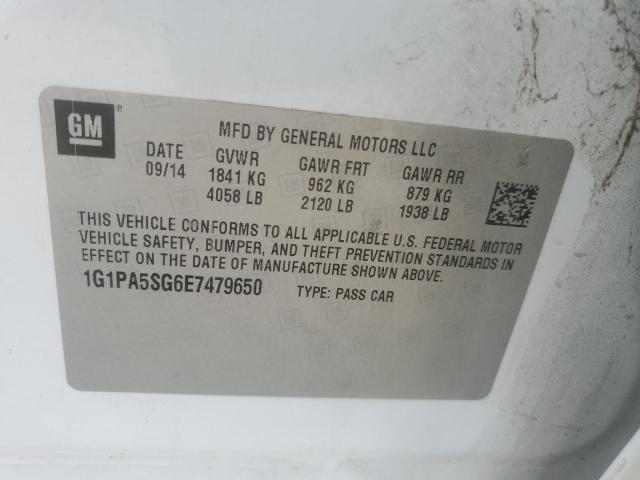 GM®
MFD BY GENERAL MOTORS LLC
DATE GVWR GAWR FRT GAWR RR
09/14 1841 KG 962 KG 879 KG
4058 LB 2120 LB 1938 LB
THIS VEHICLE CONFORMS TO ALL APPLICABLE U.S. FEDERAL MOTOR
VEHICLE SAFETY, BUMPER, AND THEFT PREVENTION STANDARDS IN
EFFECT ON THE DATE OF MANUFACTURE SHOWN ABOVE.
1G1PA5SG6E7479650 TYPE: PASS CAR